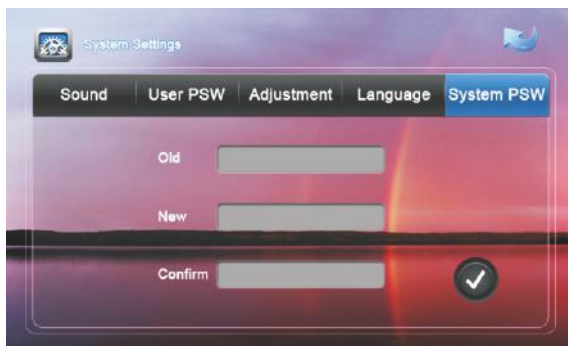 System Settings
Sound User PSW Adjustment Language System PSW
Old
New
Confirm